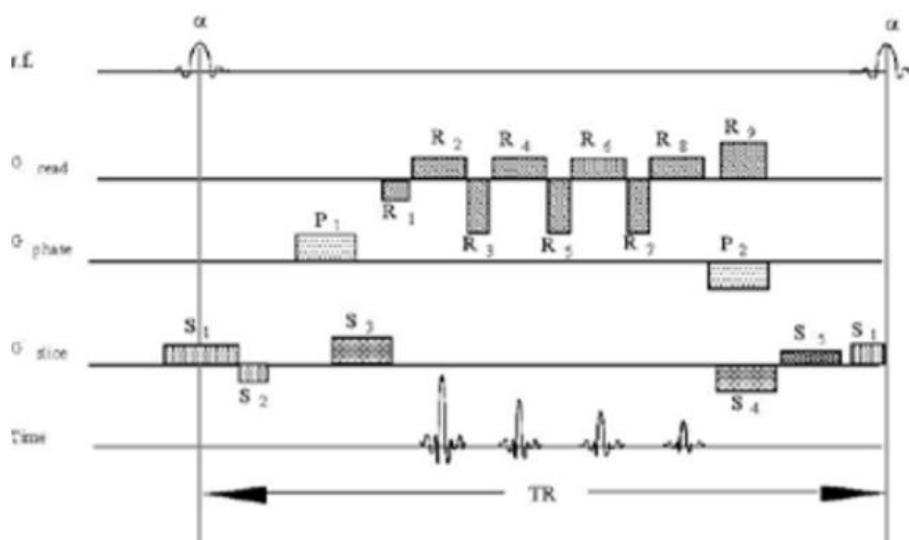 α α
r.f.
R 2 R 4 R 6 R 8 R 9
G read
P 1 R 1
G phase R 3 R 5 R 7 P 2
S 1 S 3 S 5 S 1
G slice
S 2 S 4
Time
TR